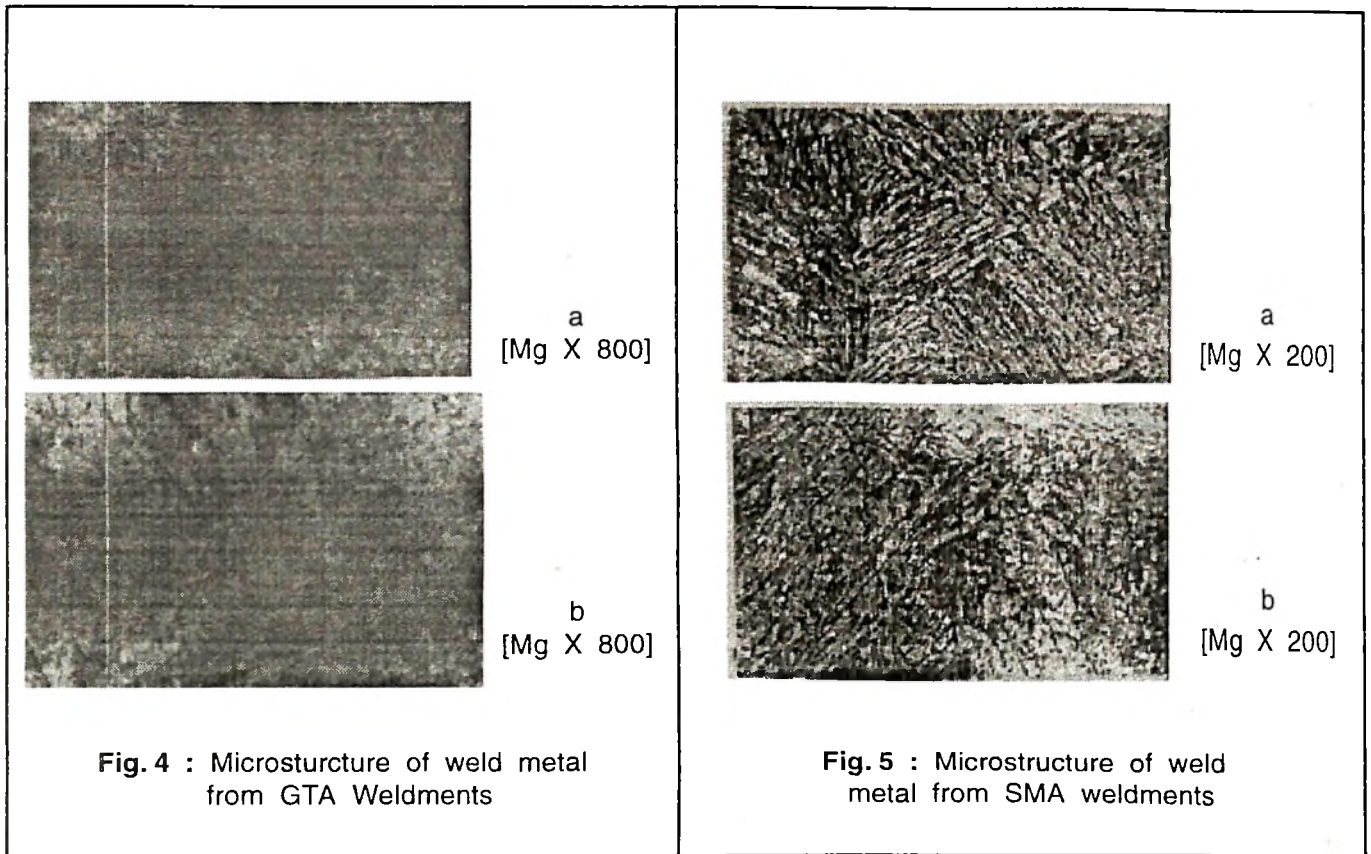 a
[Mg X 800]
b
[Mg X 800]
Fig. 4 : Microsturcture of weld metal
from GTA Weldments
a
[Mg X 200]
b
[Mg X 200]
Fig. 5 : Microstructure of weld
metal from SMA weldments